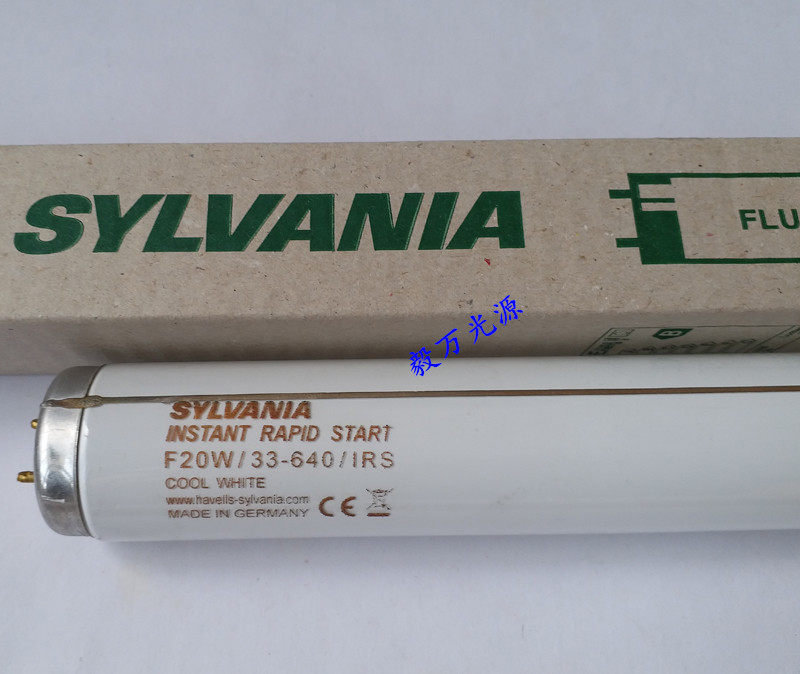 SYLVANIA
FLU
毅万光源
SYLVANIA
INSTANT RAPID START
F20W/33-640/IRS
COOL WHITE
www.havells-sylvania.com
MADE IN GERMANY CE